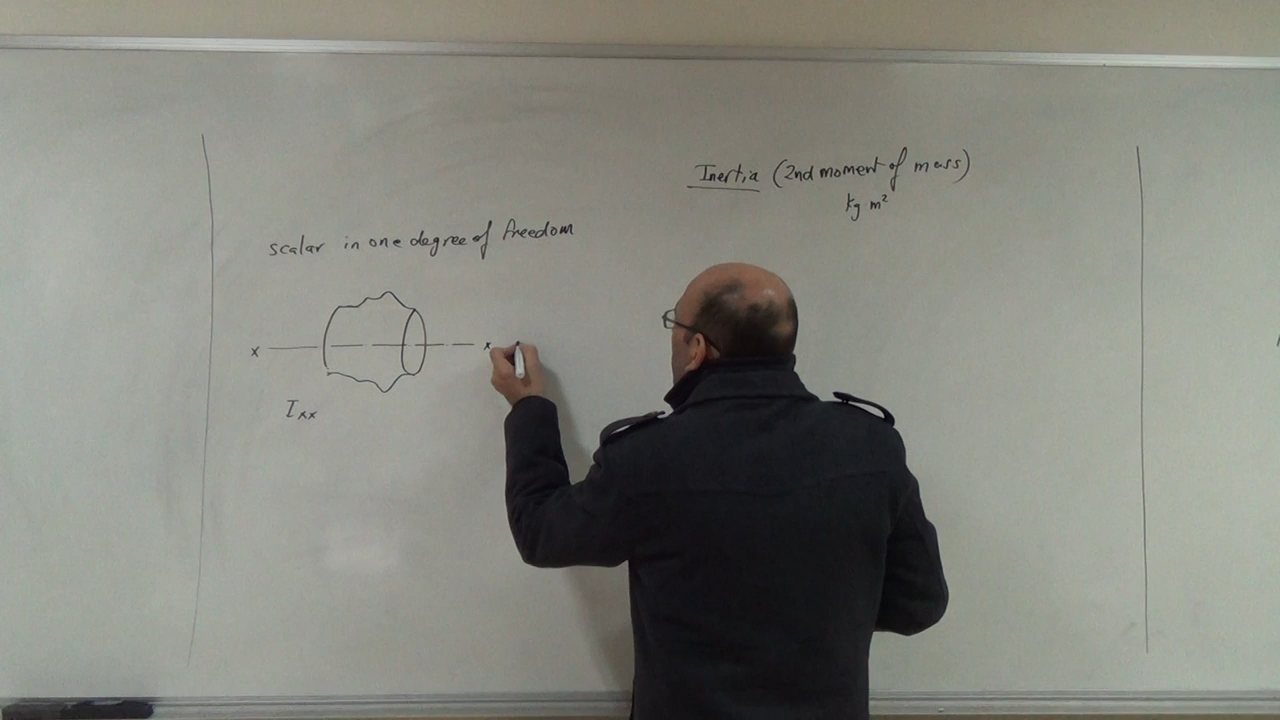 Inertia (2nd moment of mass)
kg m²
scalar in one degree of freedom
x x
Ixx